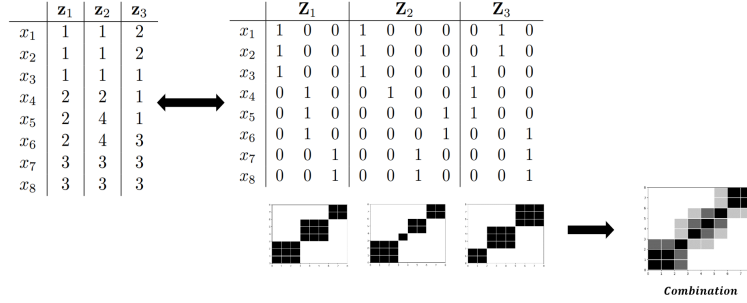 z₁ z₂ z₃
x₁ 1 1 2
x₂ 1 1 2
x₃ 1 1 1
x₄ 2 2 1
x₅ 2 4 1
x₆ 2 4 3
x₇ 3 3 3
x₈ 3 3 3
Z₁ Z₂ Z₃
x₁ 1 0 0 1 0 0 0 0 1 0
x₂ 1 0 0 1 0 0 0 0 1 0
x₃ 1 0 0 1 0 0 0 1 0 0
x₄ 0 1 0 0 1 0 0 1 0 0
x₅ 0 1 0 0 0 0 1 1 0 0
x₆ 0 1 0 0 0 0 1 0 0 1
x₇ 0 0 1 0 0 1 0 0 0 1
x₈ 0 0 1 0 0 1 0 0 0 1
Combination